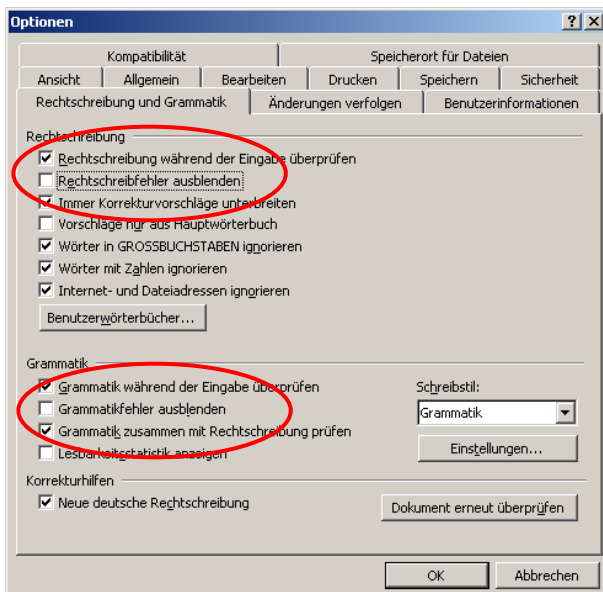 Optionen
Kompatibilität Speicherort für Dateien
Ansicht Allgemein Bearbeiten Drucken Speichern Sicherheit
Rechtschreibung und Grammatik Änderungen verfolgen Benutzerinformationen
Rechtschreibung
Rechtschreibung während der Eingabe überprüfen
Rechtschreibfehler ausblenden
Immer Korrekturvorschläge unterbreiten
Vorschläge nur aus Hauptwörterbuch
Wörter in GROSSBUCHSTABEN ignorieren
Wörter mit Zahlen ignorieren
Internet- und Dateiadressen ignorieren
Benutzerwörterbücher...
Grammatik
Grammatik während der Eingabe überprüfen Schreibstil:
Grammatikfehler ausblenden Grammatik
Grammatik zusammen mit Rechtschreibung prüfen
Lesbarkeitsstatistik anzeigen Einstellungen...
Korrekturhilfen
Neue deutsche Rechtschreibung Dokument erneut überprüfen
OK Abbrechen